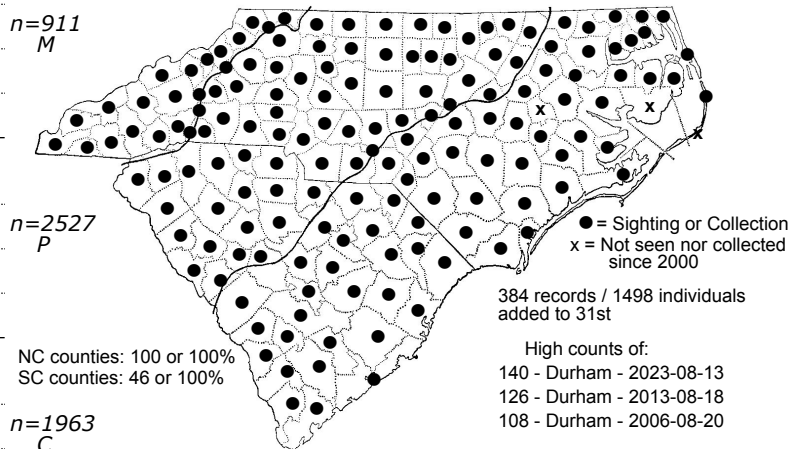 n=911
M
n=2527
P
n=1963
C
x
x
x
● = Sighting or Collection
x = Not seen nor collected
since 2000
384 records / 1498 individuals
added to 31st
NC counties: 100 or 100%
SC counties: 46 or 100%
High counts of:
140 - Durham - 2023-08-13
126 - Durham - 2013-08-18
108 - Durham - 2006-08-20